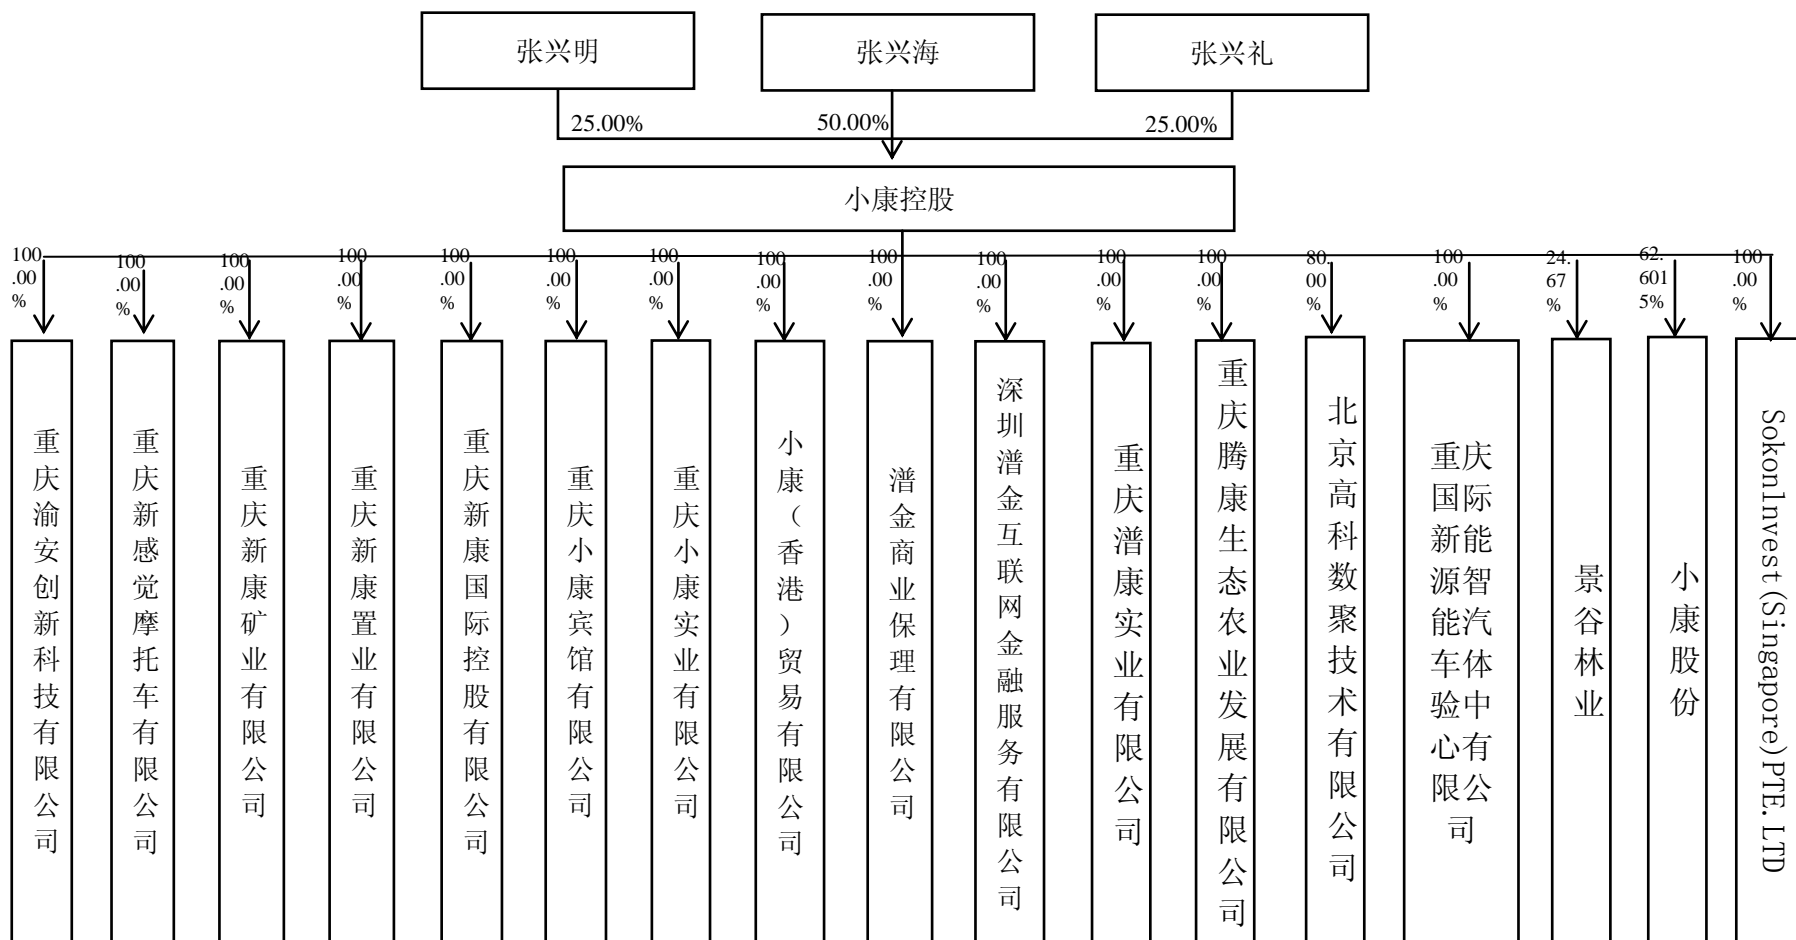 张兴明
张兴海
张兴礼
25.00%
50.00%
25.00%
小康控股
100.00%
100.00%
100.00%
100.00%
100.00%
100.00%
100.00%
100.00%
100.00%
100.00%
100.00%
100.00%
80.00%
100.00%
24.67%
62.6015%
100.00%
重庆渝安创新科技有限公司
重庆新感觉摩托车有限公司
重庆新康矿业有限公司
重庆新康置业有限公司
重庆新康国际控股有限公司
重庆小康宾馆有限公司
重庆小康实业有限公司
小康（香港）贸易有限公司
潽金商业保理有限公司
深圳潽金互联网金融服务有限公司
重庆潽康实业有限公司
重庆腾康生态农业发展有限公司
北京高科数聚技术有限公司
重庆国际新能源智能汽车体验中心有限公司
景谷林业
小康股份
SokonInvest(Singapore)PTE.LTD